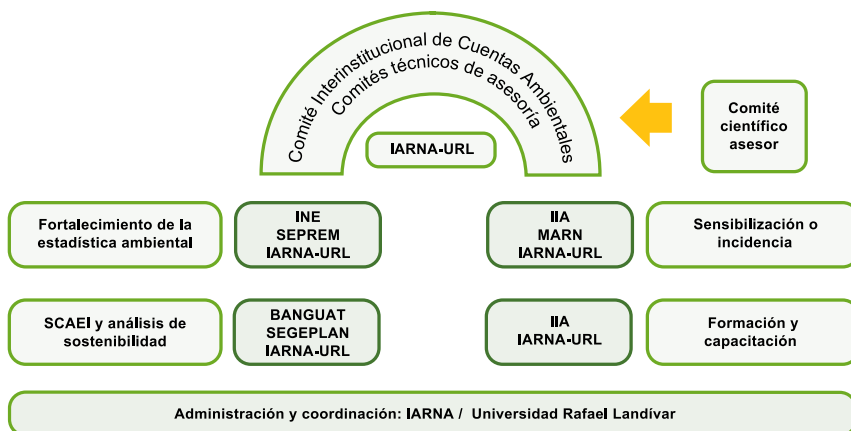 Comité Interinstitucional de Cuentas Ambientales
Comités técnicos de asesoría
IARNA-URL
Comité
científico
asesor
Fortalecimiento de la
estadística ambiental
INE
SEPREM
IARNA-URL
IIA
MARN
IARNA-URL
Sensibilización o
incidencia
SCAEI y análisis de
sostenibilidad
BANGUAT
SEGEPLAN
IARNA-URL
IIA
IARNA-URL
Formación y
capacitación
Administración y coordinación: IARNA / Universidad Rafael Landívar